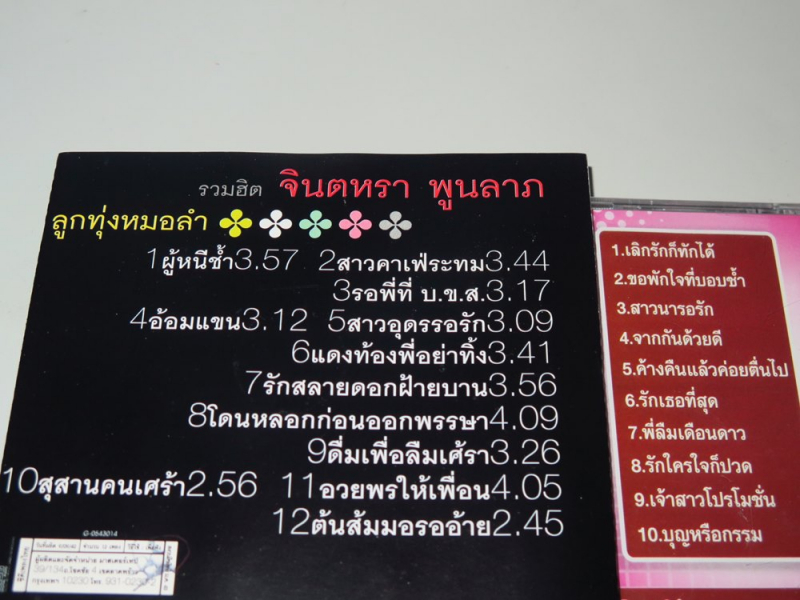 รวมฮิต จินตหรา พูนลาภ
ลูกทุ่งหมอลำ
1ผู้หนีช้ำ3.57 2สาวคาเฟ่ระทม3.44
3รอพี่ที่ บ.ข.ส.3.17
4อ้อมแขน3.12 5สาวอุดรรอรัก3.09
6แดงท้องพี่อย่าทิ้ง3.41
7รักสลายดอกฝ้ายบาน3.56
8โดนหลอกก่อนออกพรรษา4.09
9ดื่มเพื่อลืมเศร้า3.26
10สุสานคนเศร้า2.56 11อวยพรให้เพื่อน4.05
12ต้นส้มมอรออ้าย2.45
G-0543014
1.เลิกรักก็ทักได้
2.ขอพักใจที่บอบช้ำ
3.สาวนารอรัก
4.จากกันด้วยดี
5.ค้างคืนแล้วค่อยตื่นไป
6.รักเธอที่สุด
7.พี่ลืมเดือนดาว
8.รักใครใจก็ปวด
9.เจ้าสาวโปรโมชั่น
10.บุญหรือกรรม